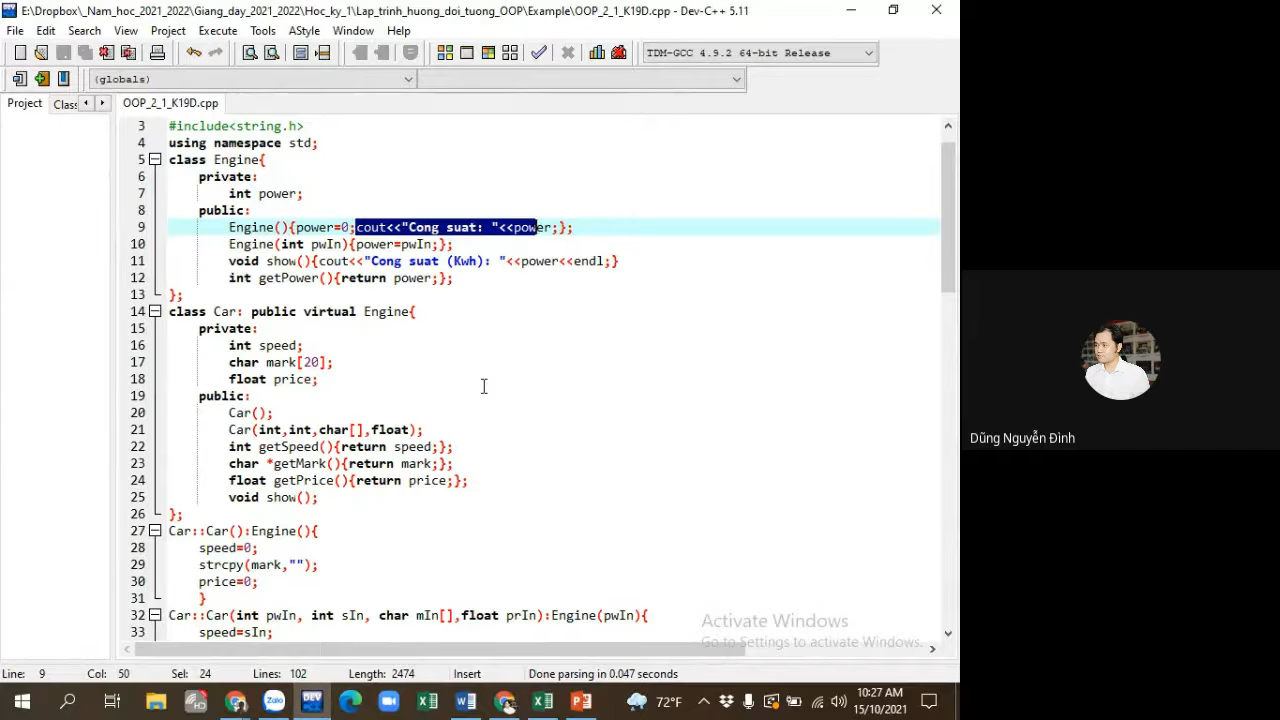 E:\Dropbox\_Nam_hoc_2021_2022\Giang_day_2021_2022\Hoc_ky_1\Lap_trinh_huong_doi_tuong_OOP\Example\OOP_2_1_K19D.cpp - Dev-C++ 5.11
File Edit Search View Project Execute Tools AStyle Window Help
TDM-GCC 4.9.2 64-bit Release
(globals)
Project Class OOP_2_1_K19D.cpp
3 #include<string.h>
4 using namespace std;
5 class Engine{
6 private:
7 int power;
8 public:
9 Engine(){power=0;cout<<"Cong suat: "<<power;};
10 Engine(int pwIn){power=pwIn;};
11 void show(){cout<<"Cong suat (Kwh): "<<power<<endl;}
12 int getPower(){return power;};
13 };
14 class Car: public virtual Engine{
15 private:
16 int speed;
17 char mark[20];
18 float price;
19 public:
20 Car();
21 Car(int,int,char[],float);
22 int getSpeed(){return speed;};
23 char *getMark(){return mark;};
24 float getPrice(){return price;};
25 void show();
26 };
27 Car::Car():Engine(){
28 speed=0;
29 strcpy(mark,"");
30 price=0;
31 }
32 Car::Car(int pwIn, int sIn, char mIn[],float prIn):Engine(pwIn){
33 speed=sIn;
Activate Windows
Go to Settings to activate Windows.
Dũng Nguyễn Đình
Line: 9 Col: 50 Sel: 24 Lines: 102 Length: 2474 Insert Done parsing in 0.047 seconds
Zalo DEV 72°F 10:27 AM
15/10/2021